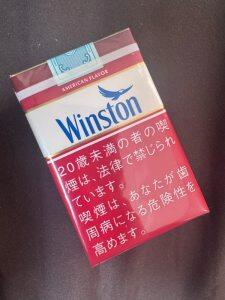 AMERICAN FLAVOR
Winston
20歳未満の者の喫
煙は、法律で禁じられ
ています。
喫煙は、あなたが歯
周病になる危険性を
高めます。